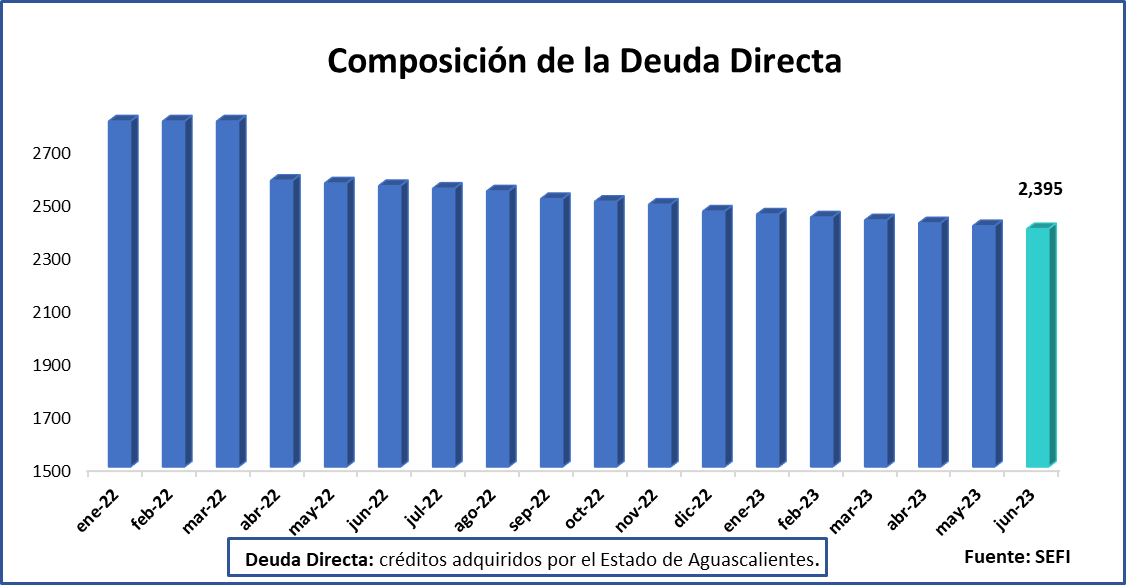 Composición de la Deuda Directa
2700
2500
2300
2100
1900
1700
1500
2,395
ene-22
feb-22
mar-22
abr-22
may-22
jun-22
jul-22
ago-22
sep-22
oct-22
nov-22
dic-22
ene-23
feb-23
mar-23
abr-23
may-23
jun-23
Deuda Directa: créditos adquiridos por el Estado de Aguascalientes.
Fuente: SEFI